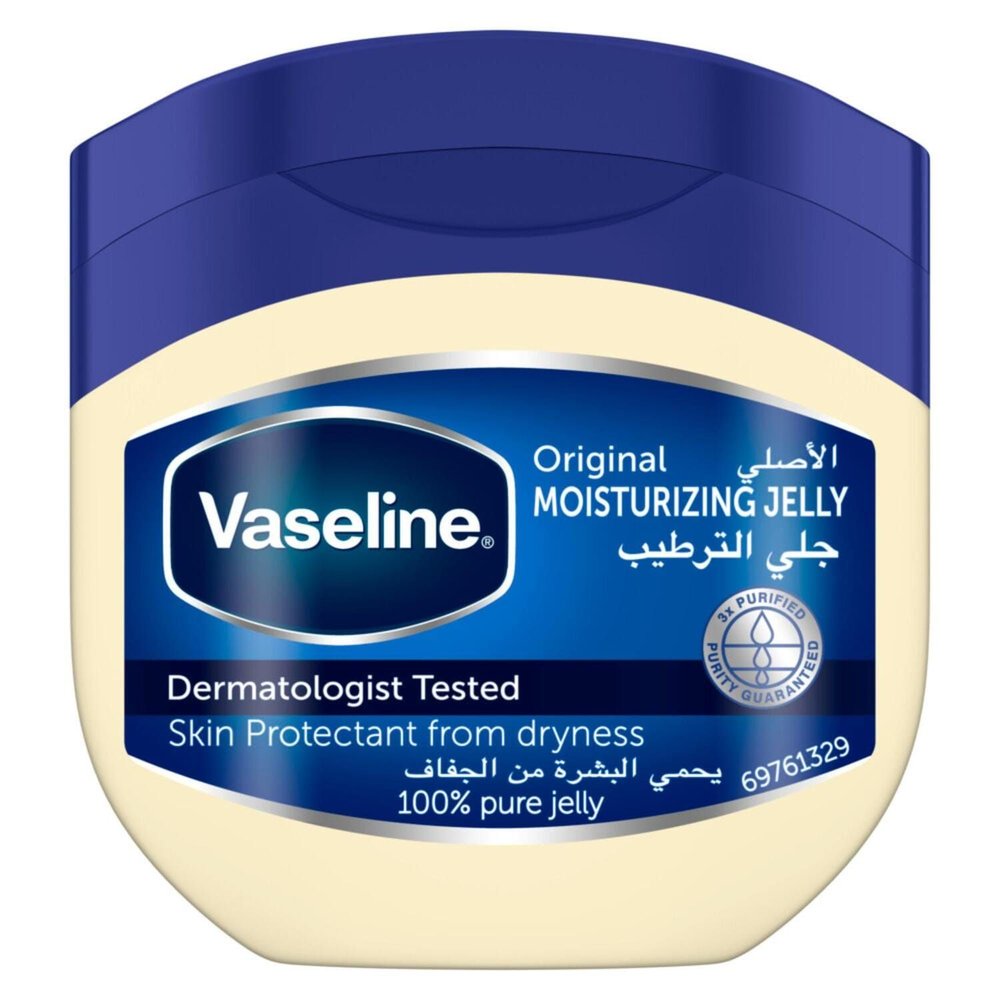 Vaseline®
Original الأصلي
MOISTURIZING JELLY
جلي الترطيب
3x PURIFIED
PURITY GUARANTEED
Dermatologist Tested
Skin Protectant from dryness
يحمي البشرة من الجفاف
100% pure jelly
69761329